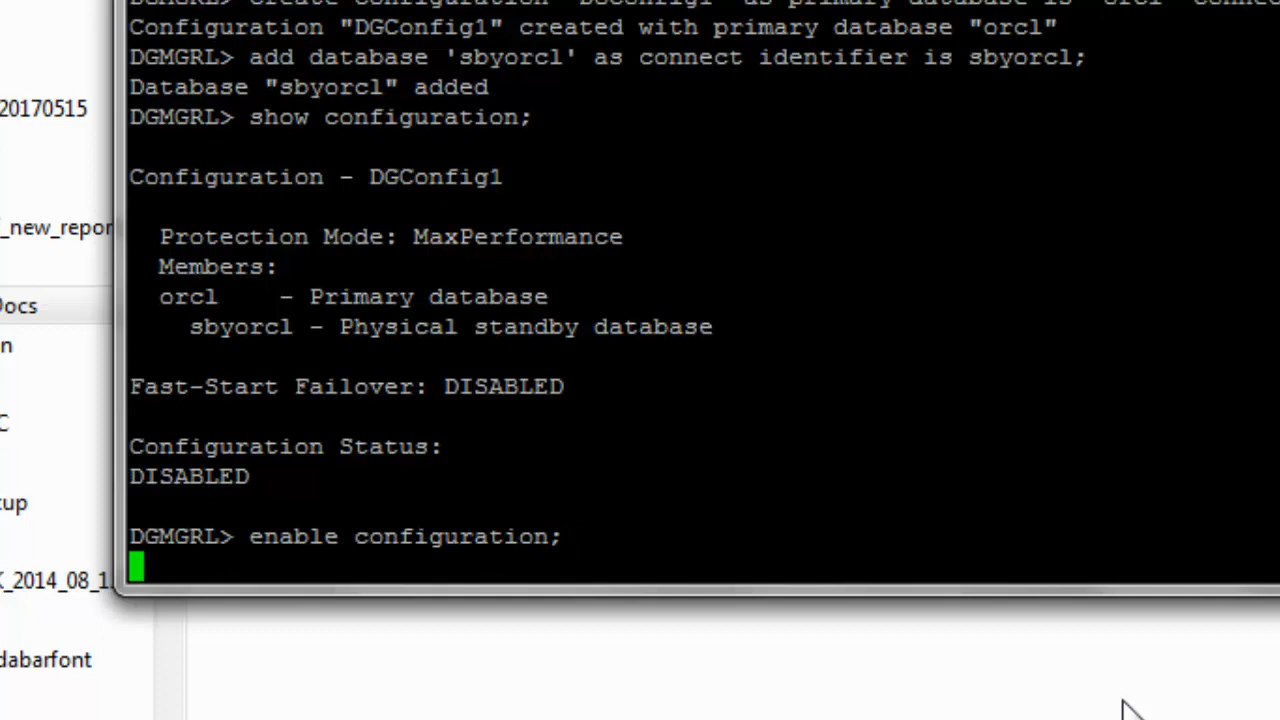 Configuration "DGConfig1" created with primary database "orcl"
DGMGRL> add database 'sbyorcl' as connect identifier is sbyorcl;
Database "sbyorcl" added
DGMGRL> show configuration;
Configuration - DGConfig1
Protection Mode: MaxPerformance
Members:
orcl    - Primary database
sbyorcl - Physical standby database
Fast-Start Failover: DISABLED
Configuration Status:
DISABLED
DGMGRL> enable configuration;
20170515
_new_repor
Docs
n
C
tup
K_2014_08_1
dabarfont